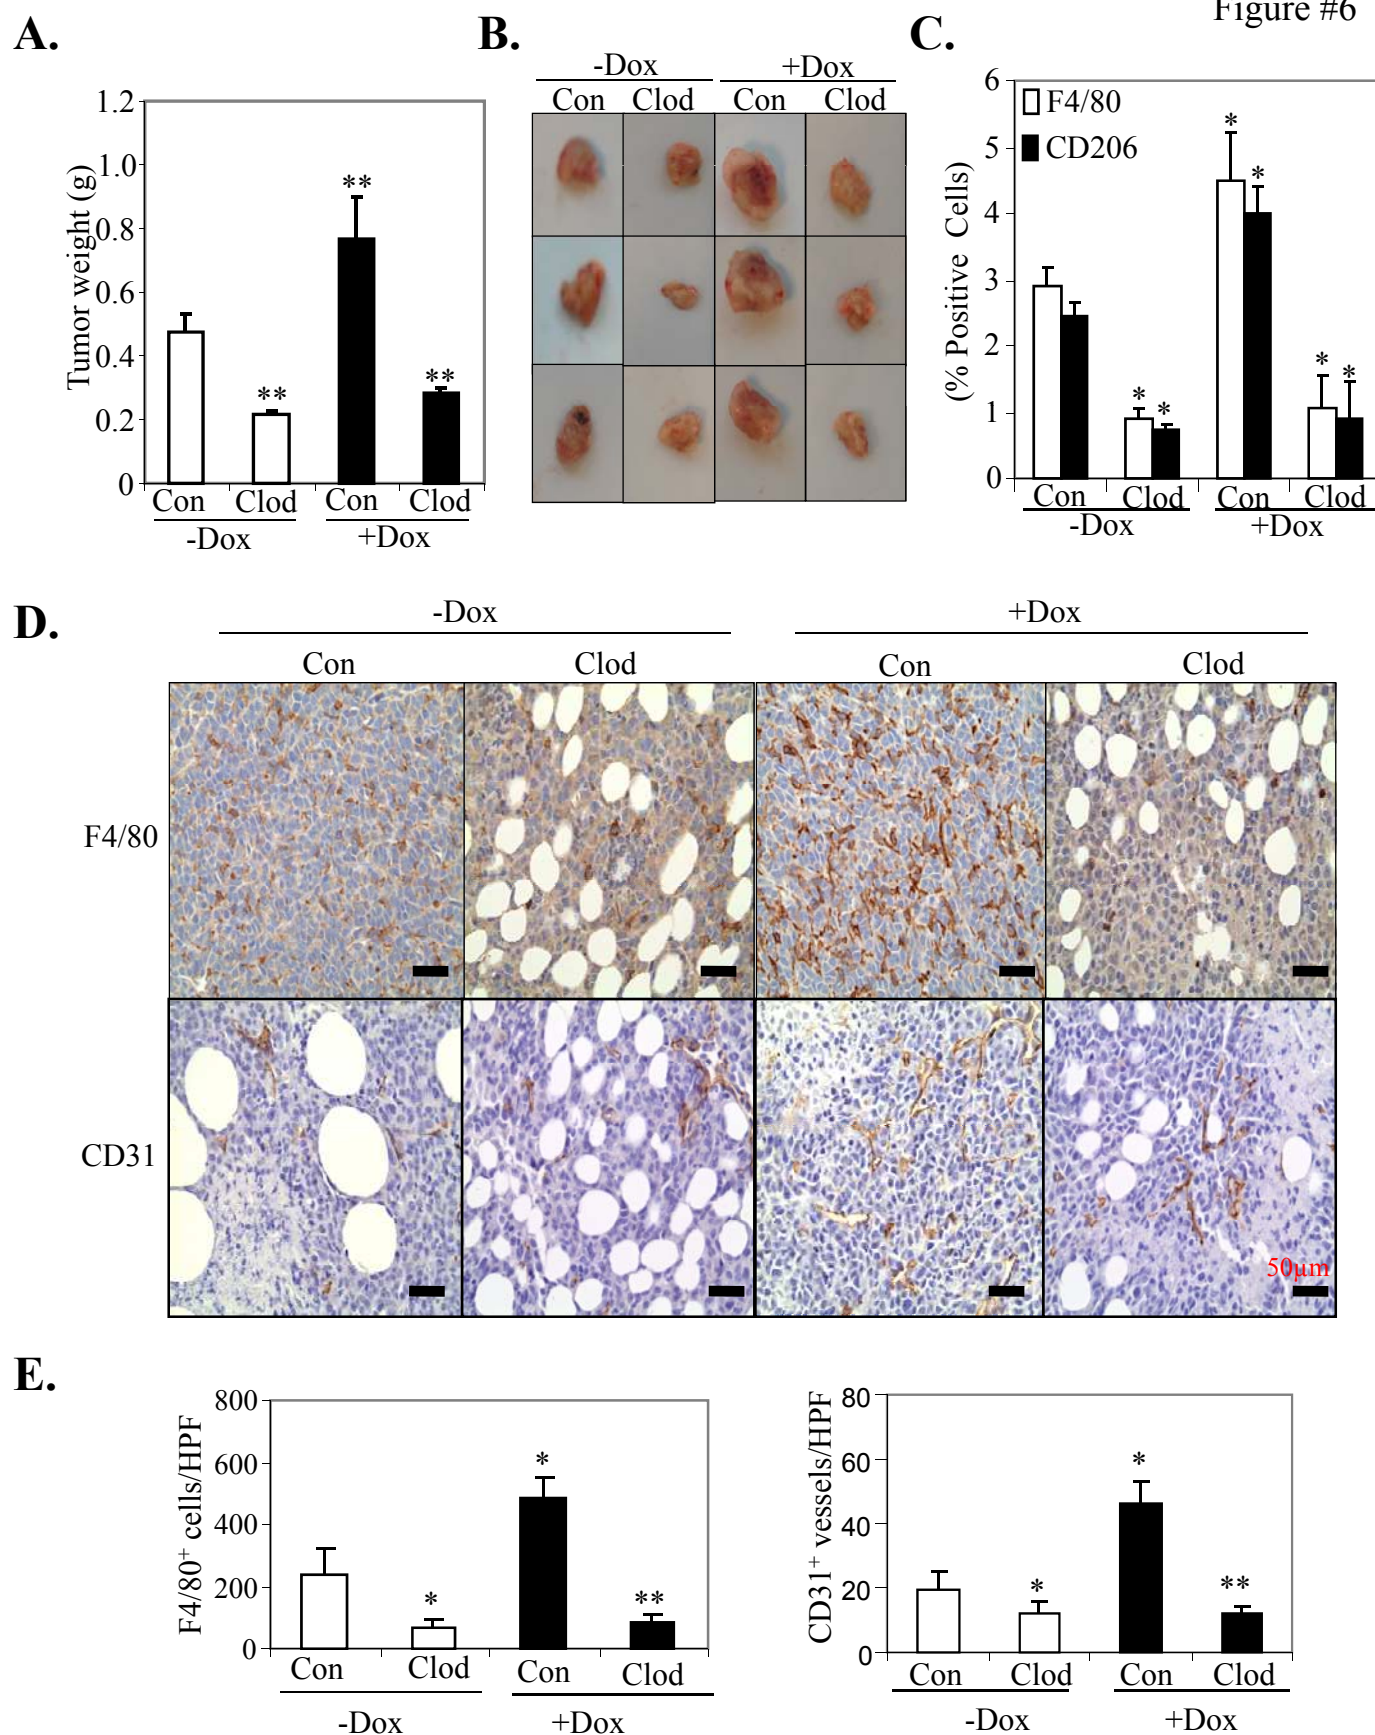 Figure #6
A.
1.2
1.0
0.8
0.6
0.4
0.2
0
Tumor weight (g)
**
**
**
Con Clod Con Clod
-Dox +Dox
B.
-Dox +Dox
Con Clod Con Clod
C.
6
5
4
3
2
1
0
(% Positive Cells)
F4/80
CD206
* *
* *
* *
Con Clod Con Clod
-Dox +Dox
D.
-Dox +Dox
Con Clod Con Clod
F4/80
CD31
50µm
E.
800
600
400
200
0
F4/80⁺ cells/HPF
*
*
**
Con Clod Con Clod
-Dox +Dox
80
60
40
20
0
CD31⁺ vessels/HPF
*
*
**
Con Clod Con Clod
-Dox +Dox